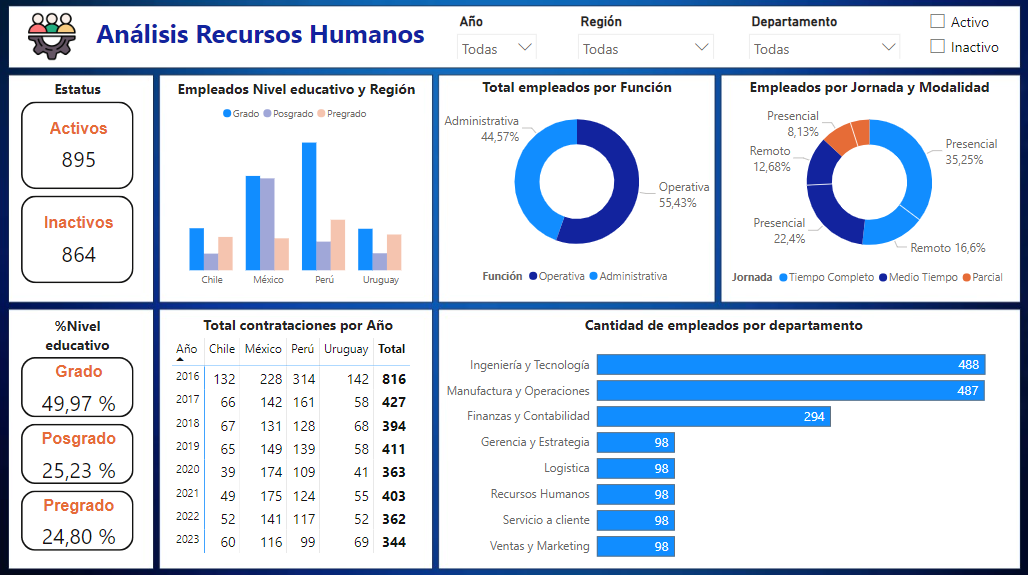 Análisis Recursos Humanos
Año
Todas
Región
Todas
Departamento
Todas
Activo
Inactivo
Estatus
Activos
895
Inactivos
864
Empleados Nivel educativo y Región
Grado Posgrado Pregrado
Chile México Perú Uruguay
Total empleados por Función
Administrativa
44,57%
Operativa
55,43%
Función Operativa Administrativa
Empleados por Jornada y Modalidad
Presencial
8,13%
Remoto
12,68%
Presencial
22,4%
Presencial
35,25%
Remoto 16,6%
Jornada Tiempo Completo Medio Tiempo Parcial
%Nivel
educativo
Grado
49,97 %
Posgrado
25,23 %
Pregrado
24,80 %
Total contrataciones por Año
Año Chile México Perú Uruguay Total
2016 132 228 314 142 816
2017 66 142 161 58 427
2018 67 131 128 68 394
2019 65 149 139 58 411
2020 39 174 109 41 363
2021 49 175 124 55 403
2022 52 141 117 52 362
2023 60 116 99 69 344
Cantidad de empleados por departamento
Ingeniería y Tecnología 488
Manufactura y Operaciones 487
Finanzas y Contabilidad 294
Gerencia y Estrategia 98
Logistica 98
Recursos Humanos 98
Servicio a cliente 98
Ventas y Marketing 98